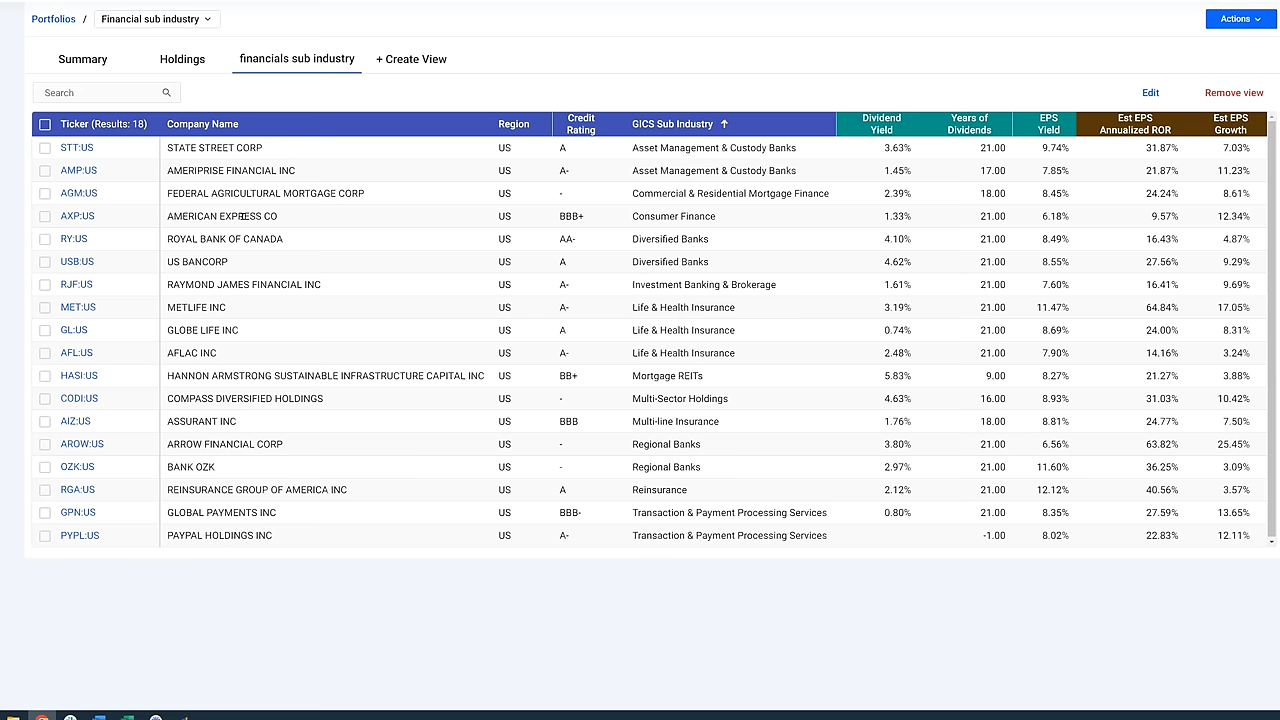 Portfolios / Financial sub industry
Actions
Summary Holdings financials sub industry + Create View
Search Edit Remove view
Ticker (Results: 18) Company Name Region Credit Rating GICS Sub Industry Dividend Yield Years of Dividends EPS Yield Est EPS Annualized ROR Est EPS Growth
STT:US STATE STREET CORP US A Asset Management & Custody Banks 3.63% 21.00 9.74% 31.87% 7.03%
AMP:US AMERIPRISE FINANCIAL INC US A- Asset Management & Custody Banks 1.45% 17.00 7.85% 21.87% 11.23%
AGM:US FEDERAL AGRICULTURAL MORTGAGE CORP US - Commercial & Residential Mortgage Finance 2.39% 18.00 8.45% 24.24% 8.61%
AXP:US AMERICAN EXPRESS CO US BBB+ Consumer Finance 1.33% 21.00 6.18% 9.57% 12.34%
RY:US ROYAL BANK OF CANADA US AA- Diversified Banks 4.10% 21.00 8.49% 16.43% 4.87%
USB:US US BANCORP US A Diversified Banks 4.62% 21.00 8.55% 27.56% 9.29%
RJF:US RAYMOND JAMES FINANCIAL INC US A- Investment Banking & Brokerage 1.61% 21.00 7.60% 16.41% 9.69%
MET:US METLIFE INC US A- Life & Health Insurance 3.19% 21.00 11.47% 64.84% 17.05%
GL:US GLOBE LIFE INC US A Life & Health Insurance 0.74% 21.00 8.69% 24.00% 8.31%
AFL:US AFLAC INC US A- Life & Health Insurance 2.48% 21.00 7.90% 14.16% 3.24%
HASI:US HANNON ARMSTRONG SUSTAINABLE INFRASTRUCTURE CAPITAL INC US BB+ Mortgage REITs 5.83% 9.00 8.27% 21.27% 3.88%
CODI:US COMPASS DIVERSIFIED HOLDINGS US - Multi-Sector Holdings 4.63% 16.00 8.93% 31.03% 10.42%
AIZ:US ASSURANT INC US BBB Multi-line Insurance 1.76% 18.00 8.81% 24.77% 7.50%
AROW:US ARROW FINANCIAL CORP US - Regional Banks 3.80% 21.00 6.56% 63.82% 25.45%
OZK:US BANK OZK US - Regional Banks 2.97% 21.00 11.60% 36.25% 3.09%
RGA:US REINSURANCE GROUP OF AMERICA INC US A Reinsurance 2.12% 21.00 12.12% 40.56% 3.57%
GPN:US GLOBAL PAYMENTS INC US BBB- Transaction & Payment Processing Services 0.80% 21.00 8.35% 27.59% 13.65%
PYPL:US PAYPAL HOLDINGS INC US A- Transaction & Payment Processing Services -1.00 8.02% 22.83% 12.11%